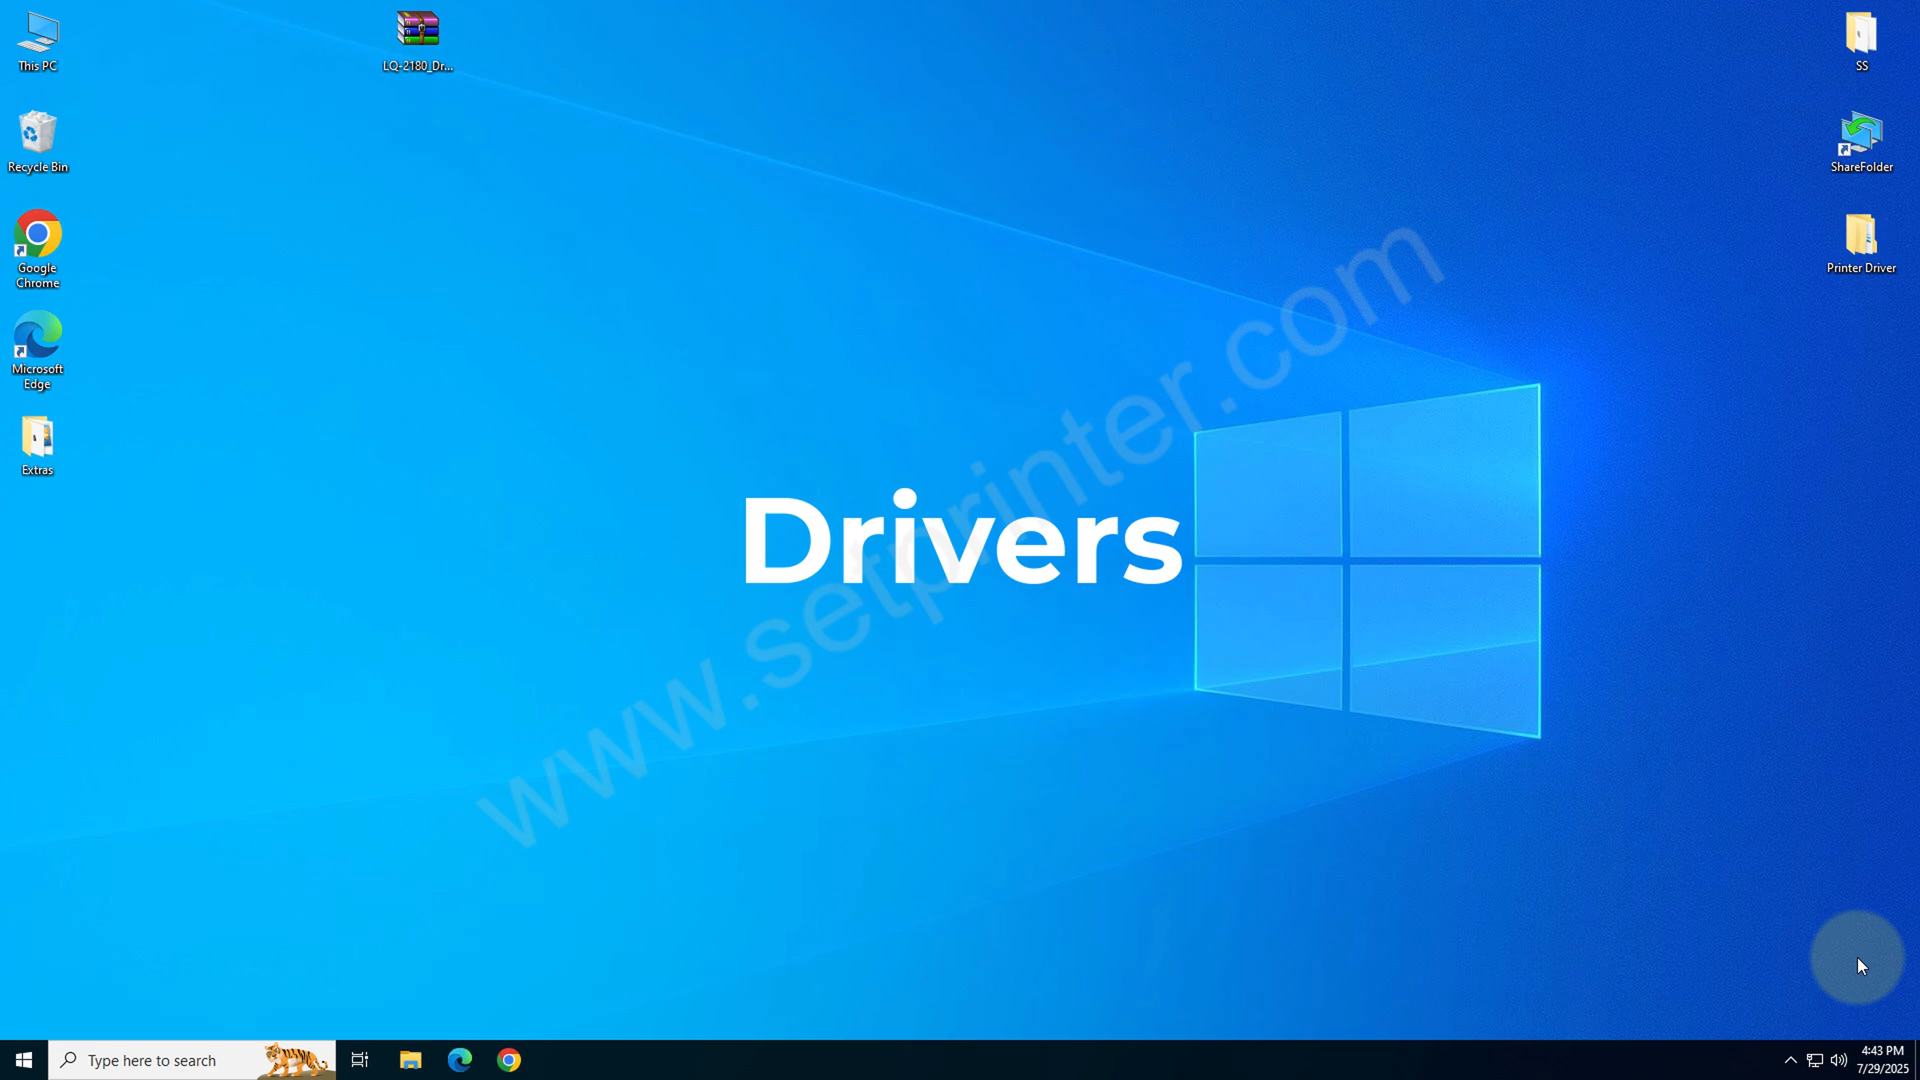 This PC
LQ-2180_Dr...
SS
Recycle Bin
ShareFolder
Google
Chrome
Printer Driver
Microsoft
Edge
Extras
Drivers
www.setprinter.com
Type here to search
4:43 PM
7/29/2025